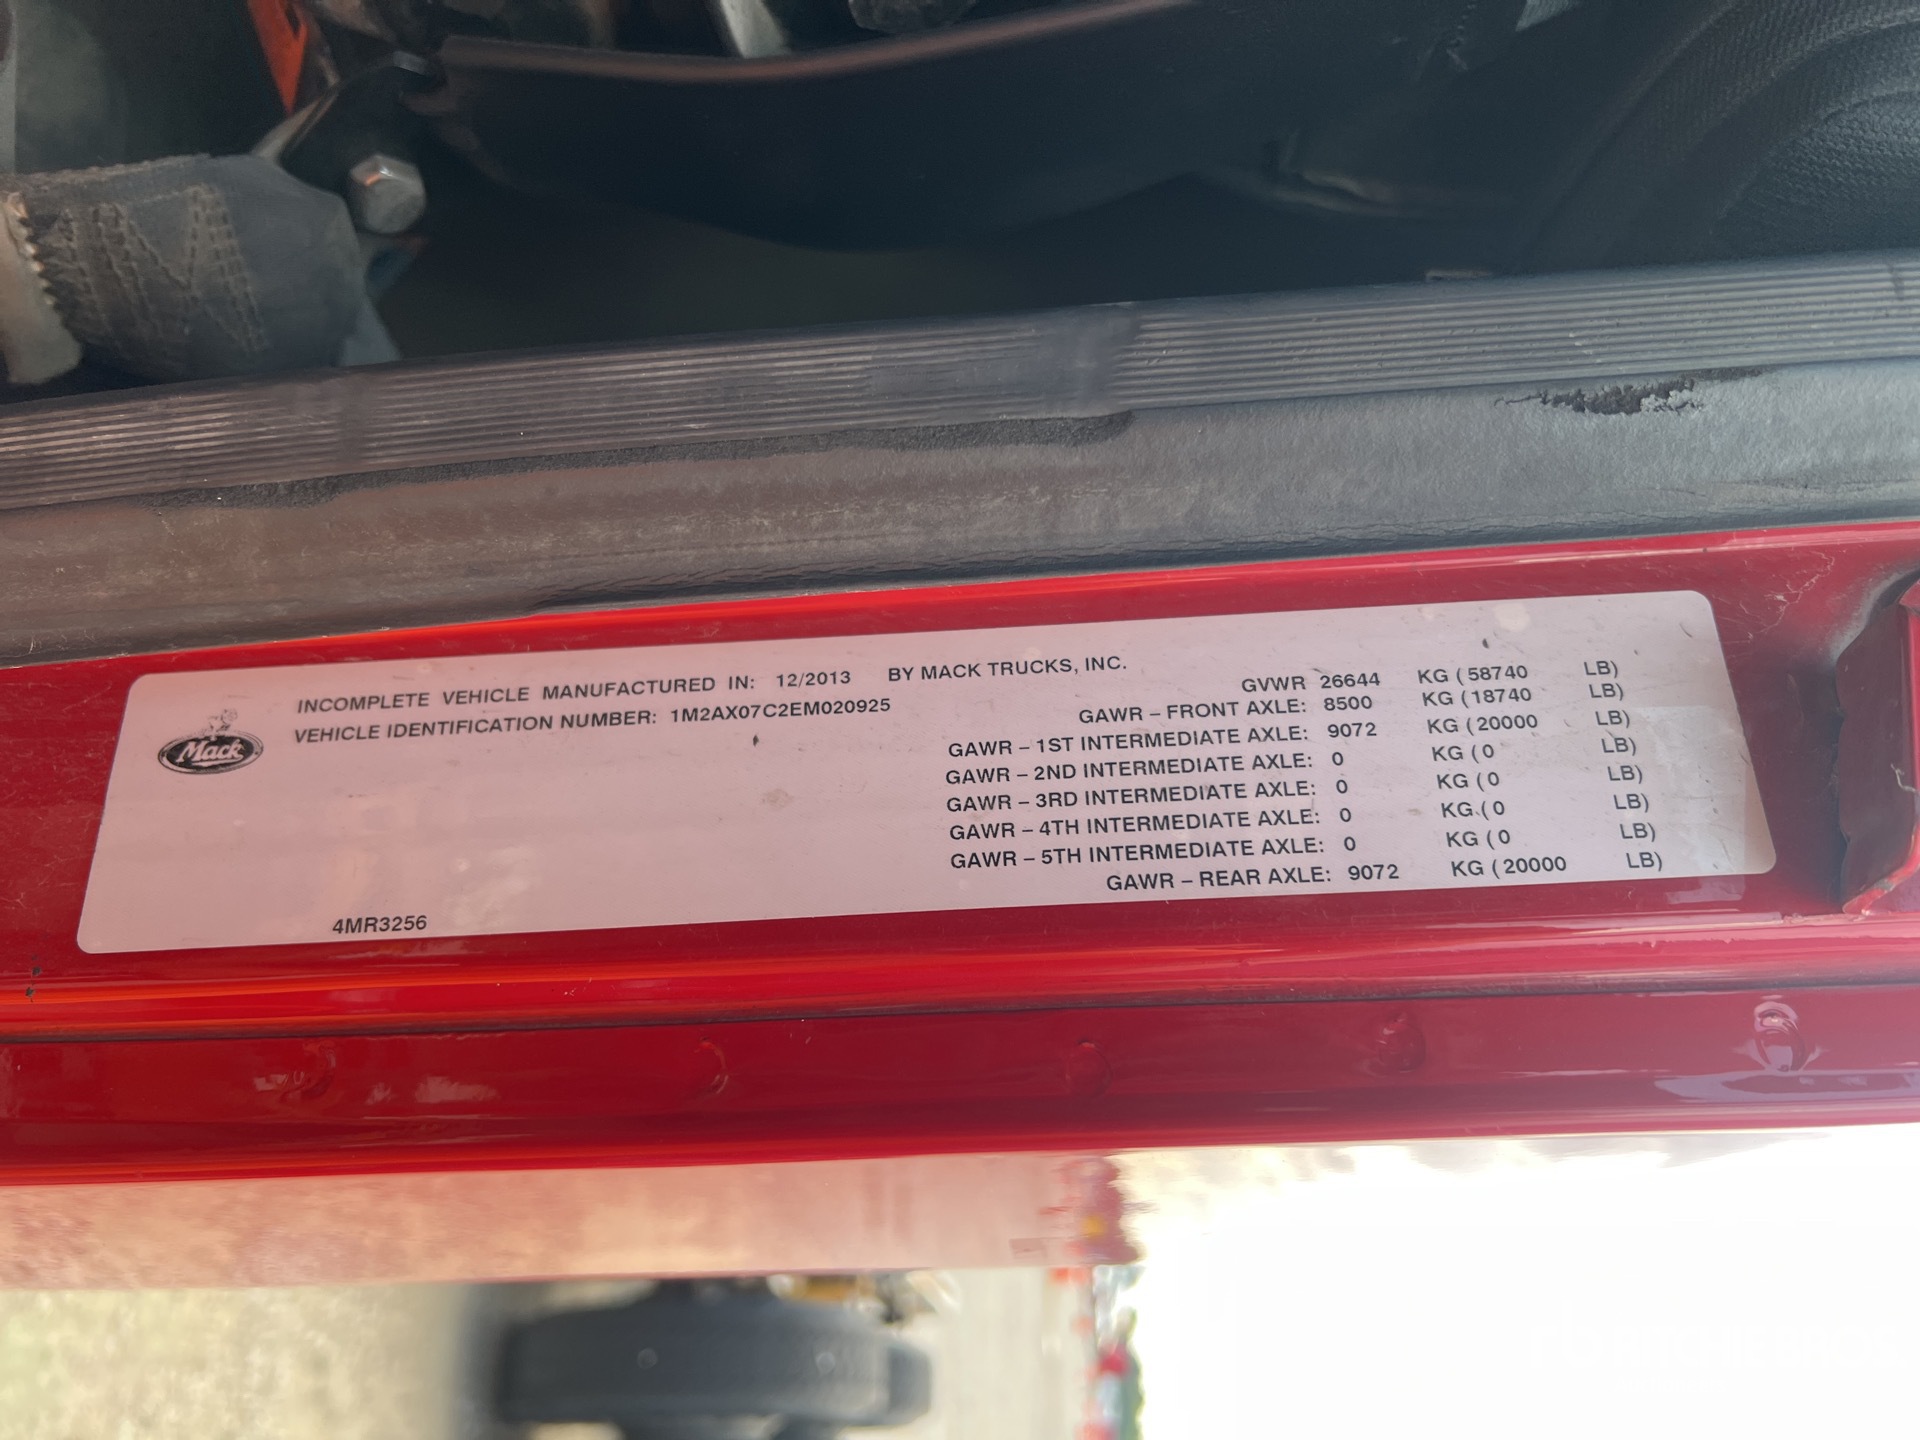 Mack
INCOMPLETE VEHICLE MANUFACTURED IN: 12/2013 BY MACK TRUCKS, INC.
VEHICLE IDENTIFICATION NUMBER: 1M2AX07C2EM020925
GVWR 26644 KG (58740 LB)
GAWR – FRONT AXLE: 8500 KG (18740 LB)
GAWR – 1ST INTERMEDIATE AXLE: 9072 KG (20000 LB)
GAWR – 2ND INTERMEDIATE AXLE: 0 KG (0 LB)
GAWR – 3RD INTERMEDIATE AXLE: 0 KG (0 LB)
GAWR – 4TH INTERMEDIATE AXLE: 0 KG (0 LB)
GAWR – 5TH INTERMEDIATE AXLE: 0 KG (0 LB)
GAWR – REAR AXLE: 9072 KG (20000 LB)
4MR3256